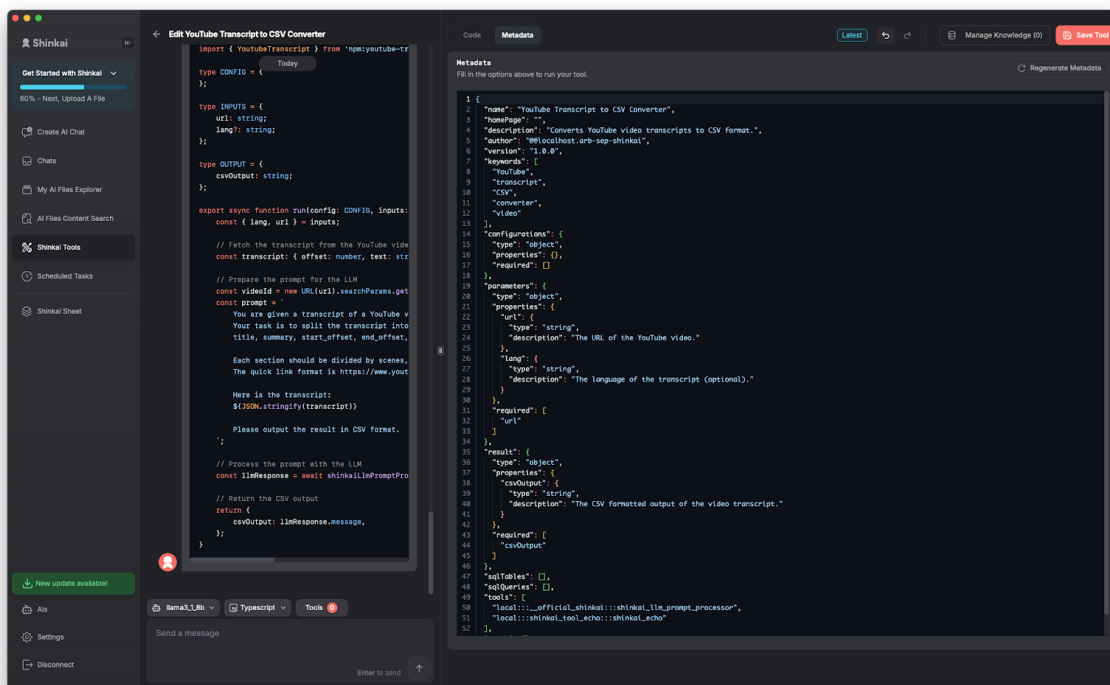 Shinkai
Get Started with Shinkai
60% - Next, Upload A File
Create AI Chat
Chats
My AI Files Explorer
AI Files Content Search
Shinkai Tools
Scheduled Tasks
Shinkai Sheet
New update available!
AIs
Settings
Disconnect
Edit YouTube Transcript to CSV Converter
import { YoutubeTranscript } from 'npm:youtube-tr
Today
type CONFIG = {
};
type INPUTS = {
url: string;
lang?: string;
};
type OUTPUT = {
csvOutput: string;
};
export async function run(config: CONFIG, inputs:
const { lang, url } = inputs;
// Fetch the transcript from the YouTube vide
const transcript: { offset: number, text: str
// Prepare the prompt for the LLM
const videoId = new URL(url).searchParams.get
const prompt = `
You are given a transcript of a YouTube v
Your task is to split the transcript into
title, summary, start_offset, end_offset,
Each section should be divided by scenes,
The quick link format is https://www.yout
Here is the transcript:
${JSON.stringify(transcript)}
Please output the result in CSV format.
`;
// Process the prompt with the LLM
const llmResponse = await shinkaiLlmPromptPro
// Return the CSV output
return {
csvOutput: llmResponse.message,
};
}
llama3_1_8b
Typescript
Tools 0
Send a message
Enter to send
Code
Metadata
Latest
Manage Knowledge (0)
Save Tool
Metadata
Fill in the options above to run your tool.
Regenerate Metadata
1 {
2 "name": "YouTube Transcript to CSV Converter",
3 "homePage": "",
4 "description": "Converts YouTube video transcripts to CSV format.",
5 "author": "@@localhost.arb-sep-shinkai",
6 "version": "1.0.0",
7 "keywords": [
8 "YouTube",
9 "transcript",
10 "CSV",
11 "converter",
12 "video"
13 ],
14 "configurations": {
15 "type": "object",
16 "properties": {},
17 "required": []
18 },
19 "parameters": {
20 "type": "object",
21 "properties": {
22 "url": {
23 "type": "string",
24 "description": "The URL of the YouTube video."
25 },
26 "lang": {
27 "type": "string",
28 "description": "The language of the transcript (optional)."
29 }
30 },
31 "required": [
32 "url"
33 ]
34 },
35 "result": {
36 "type": "object",
37 "properties": {
38 "csvOutput": {
39 "type": "string",
40 "description": "The CSV formatted output of the video transcript."
41 }
42 },
43 "required": [
44 "csvOutput"
45 ]
46 },
47 "sqlTables": [],
48 "sqlQueries": [],
49 "tools": [
50 "local:::__official_shinkai:::shinkai_llm_prompt_processor",
51 "local:::shinkai_tool_echo:::shinkai_echo"
52 ],